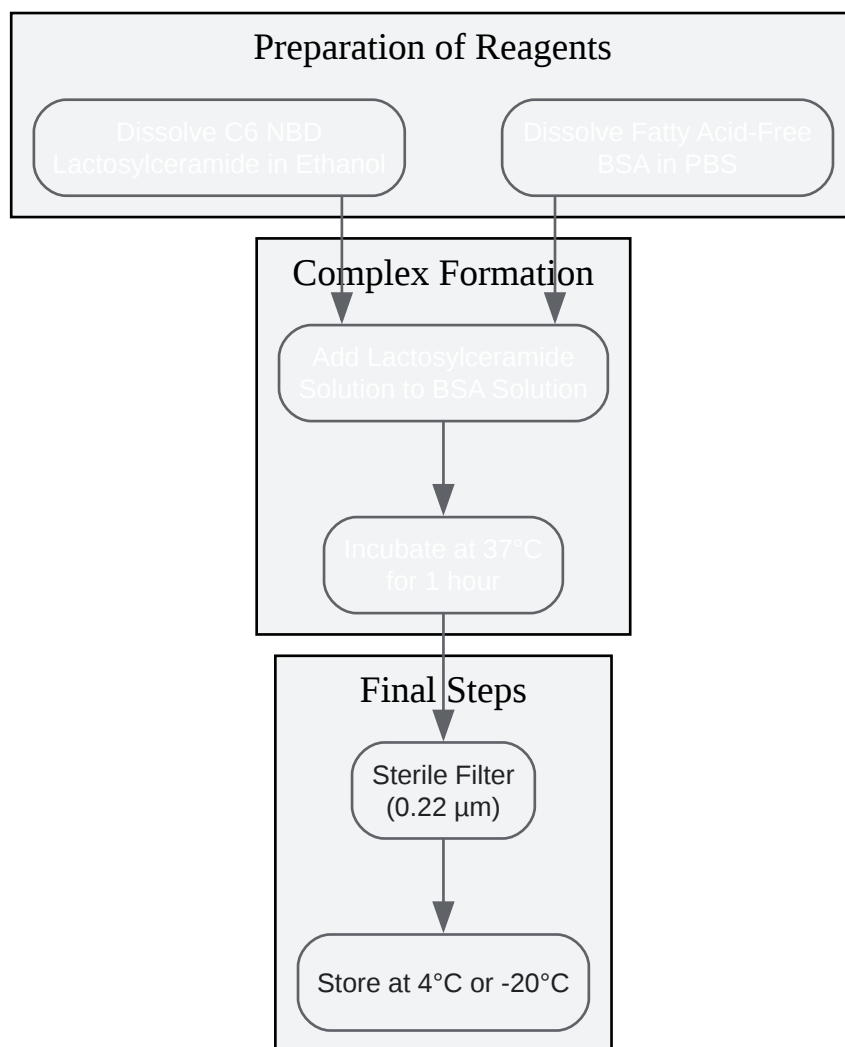 Preparation of Reagents
Dissolve C6 NBD
Lactosylceramide in Ethanol
Dissolve Fatty Acid-Free
BSA in PBS
Complex Formation
Add Lactosylceramide
Solution to BSA Solution
Incubate at 37°C
for 1 hour
Final Steps
Sterile Filter
(0.22 µm)
Store at 4°C or -20°C